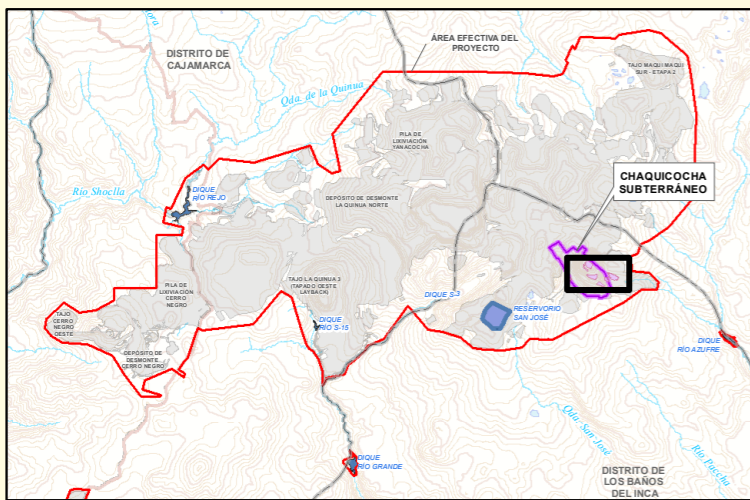 DISTRITO DE
CAJAMARCA
ÁREA EFECTIVA DEL
PROYECTO
TAJO MAQUI MAQUI
SUR - ETAPA 2
Qda. de la Quinua
PILA DE
LIXIVIACIÓN
YANACOCHA
CHAQUICOCHA
SUBTERRÁNEO
Río Shoclla
DIQUE
RÍO REJO
DEPÓSITO DE DESMONTE
LA QUINUA NORTE
PILA DE
LIXIVIACIÓN
CERRO
NEGRO
TAJO LA QUINUA 3
(TAPADO OESTE
LAYBACK)
DIQUE S-3
RESERVORIO
SAN JOSÉ
TAJO
CERRO
NEGRO
OESTE
DIQUE
RÍO S-15
DEPÓSITO DE
DESMONTE
CERRO NEGRO
DIQUE
RÍO AZUFRE
Qda. San José
Río Paccha
DIQUE
RÍO GRANDE
DISTRITO DE
LOS BAÑOS
DEL INCA